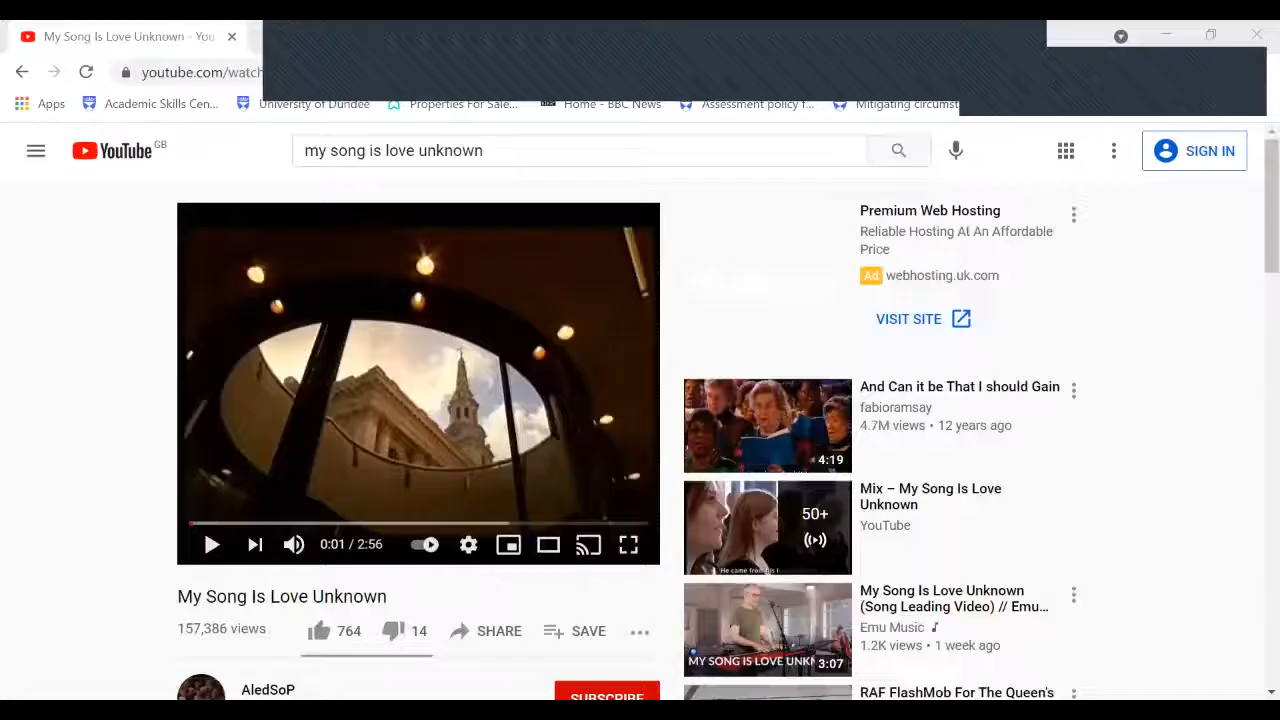 My Song Is Love Unknown - You
youtube.com/watch
Apps
Academic Skills Cen...
University of Dundee
Properties For Sale...
Home - BBC News
Assessment policy f...
Mitigating circumst
YouTube GB
my song is love unknown
SIGN IN
Premium Web Hosting
Reliable Hosting At An Affordable
Price
Ad webhosting.uk.com
VISIT SITE
And Can it be That I should Gain
fabioramsay
4.7M views • 12 years ago
4:19
Mix – My Song Is Love
Unknown
YouTube
50+
He came from his
0:01 / 2:56
My Song Is Love Unknown
(Song Leading Video) // Emu...
Emu Music
1.2K views • 1 week ago
MY SONG IS LOVE UNKN
3:07
My Song Is Love Unknown
157,386 views
764
14
SHARE
SAVE
AledSoP
SUBSCRIBE
RAF FlashMob For The Queen's